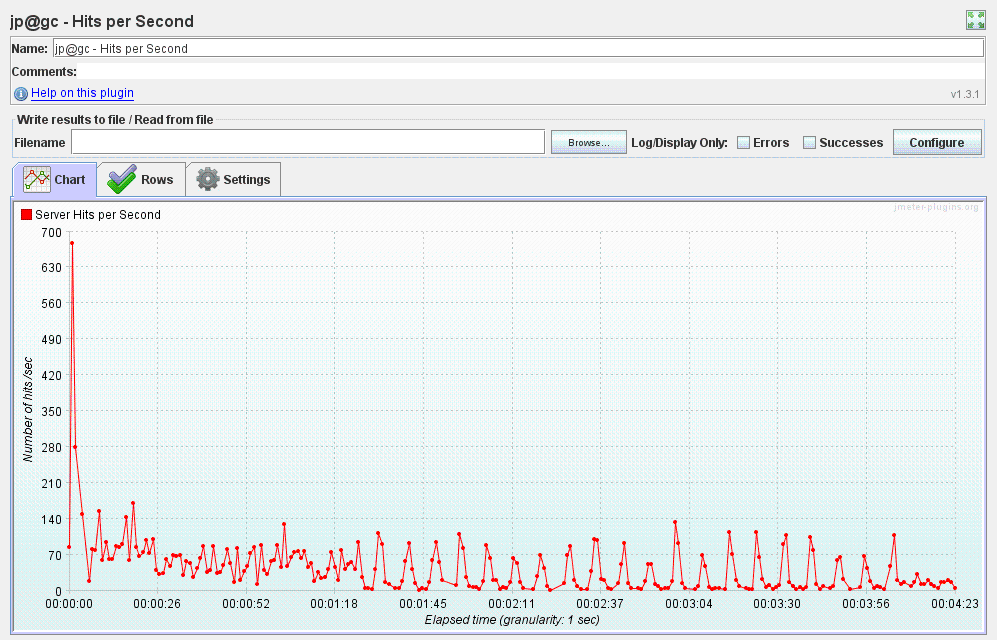 jp@gc - Hits per Second
Name: jp@gc - Hits per Second
Comments:
Help on this plugin
v1.3.1
Write results to file / Read from file
Filename Browse... Log/Display Only: Errors Successes Configure
Chart Rows Settings
Server Hits per Second
jmeter-plugins.org
700
630
560
490
420
350
280
210
140
70
0
Number of hits /sec
00:00:00 00:00:26 00:00:52 00:01:18 00:01:45 00:02:11 00:02:37 00:03:04 00:03:30 00:03:56 00:04:23
Elapsed time (granularity: 1 sec)